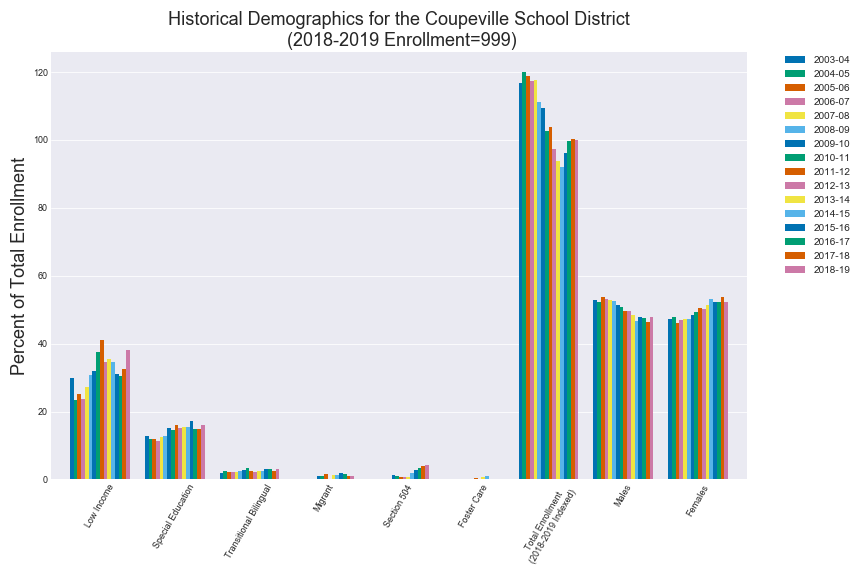 Historical Demographics for the Coupeville School District
(2018-2019 Enrollment=999)
Percent of Total Enrollment
120
100
80
60
40
20
0
Low Income
Special Education
Transitional Bilingual
Migrant
Section 504
Foster Care
Total Enrollment
(2018-2019 Indexed)
Males
Females
2003-04
2004-05
2005-06
2006-07
2007-08
2008-09
2009-10
2010-11
2011-12
2012-13
2013-14
2014-15
2015-16
2016-17
2017-18
2018-19